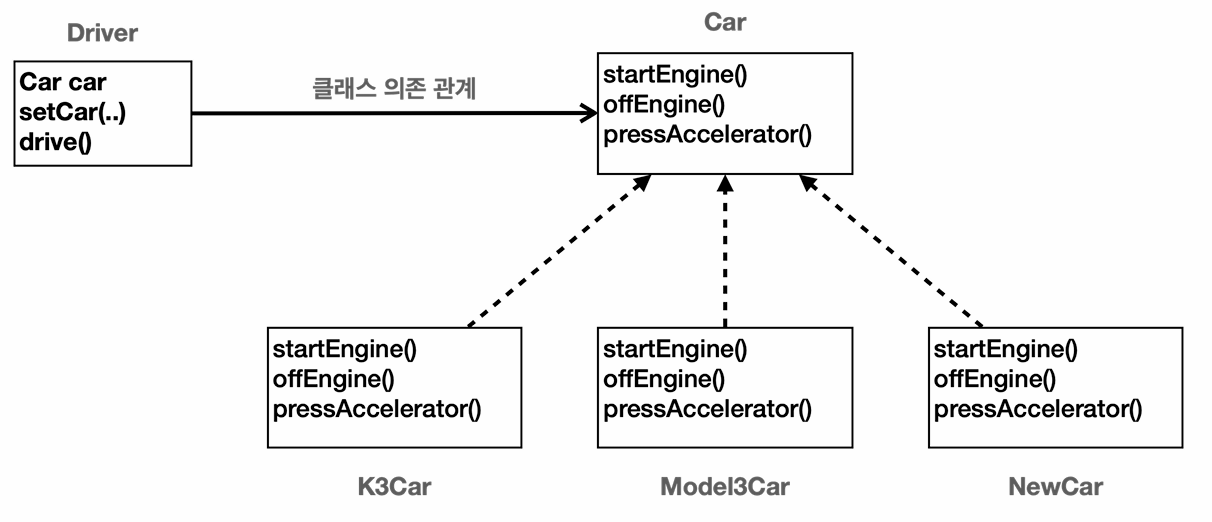 Driver
Car car
setCar(..)
drive()
클래스 의존 관계
Car
startEngine()
offEngine()
pressAccelerator()
startEngine()
offEngine()
pressAccelerator()
K3Car
startEngine()
offEngine()
pressAccelerator()
Model3Car
startEngine()
offEngine()
pressAccelerator()
NewCar